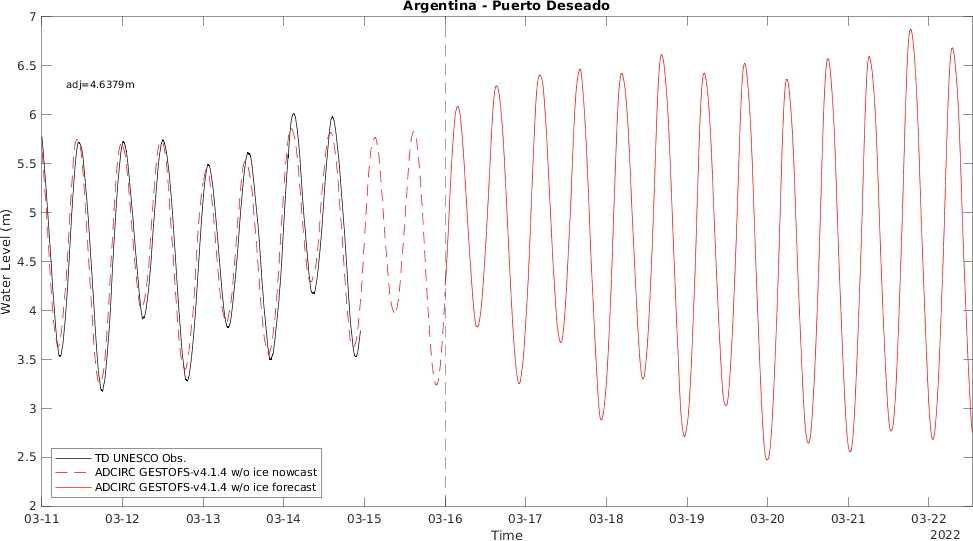 Argentina - Puerto Deseado
adj=4.6379m
Water Level (m)
7
6.5
6
5.5
5
4.5
4
3.5
3
2.5
2
TD UNESCO Obs.
ADCIRC GESTOFS-v4.1.4 w/o ice nowcast
ADCIRC GESTOFS-v4.1.4 w/o ice forecast
03-11 03-12 03-13 03-14 03-15 03-16 03-17 03-18 03-19 03-20 03-21 03-22
2022
Time